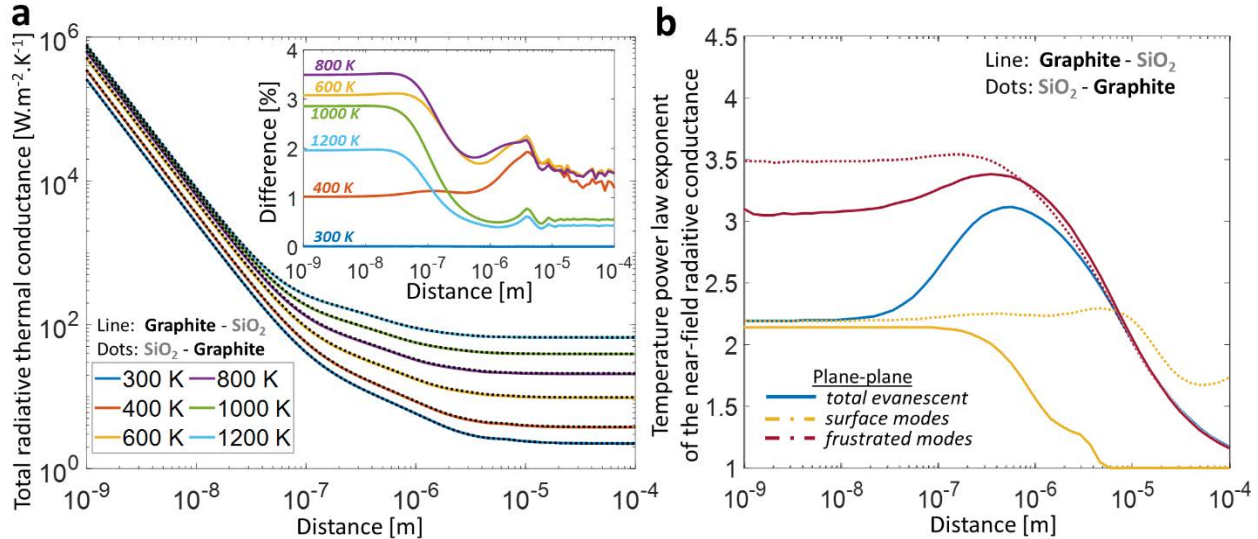 a
Total radiative thermal conductance [W.m⁻².K⁻¹]
10⁶
10⁴
10²
10⁰
10⁻⁹
10⁻⁸
10⁻⁷
10⁻⁶
10⁻⁵
10⁻⁴
Distance [m]
Line: Graphite - SiO₂
Dots: SiO₂ - Graphite
300 K
800 K
400 K
1000 K
600 K
1200 K
Difference [%]
4
3
2
1
0
800 K
600 K
1000 K
1200 K
400 K
300 K
10⁻⁹
10⁻⁸
10⁻⁷
10⁻⁶
10⁻⁵
10⁻⁴
Distance [m]
b
Temperature power law exponent
of the near-field radaitive conductance
4.5
4
3.5
3
2.5
2
1.5
1
Line: Graphite - SiO₂
Dots: SiO₂ - Graphite
Plane-plane
total evanescent
surface modes
frustrated modes
10⁻⁹
10⁻⁸
10⁻⁷
10⁻⁶
10⁻⁵
10⁻⁴
Distance [m]